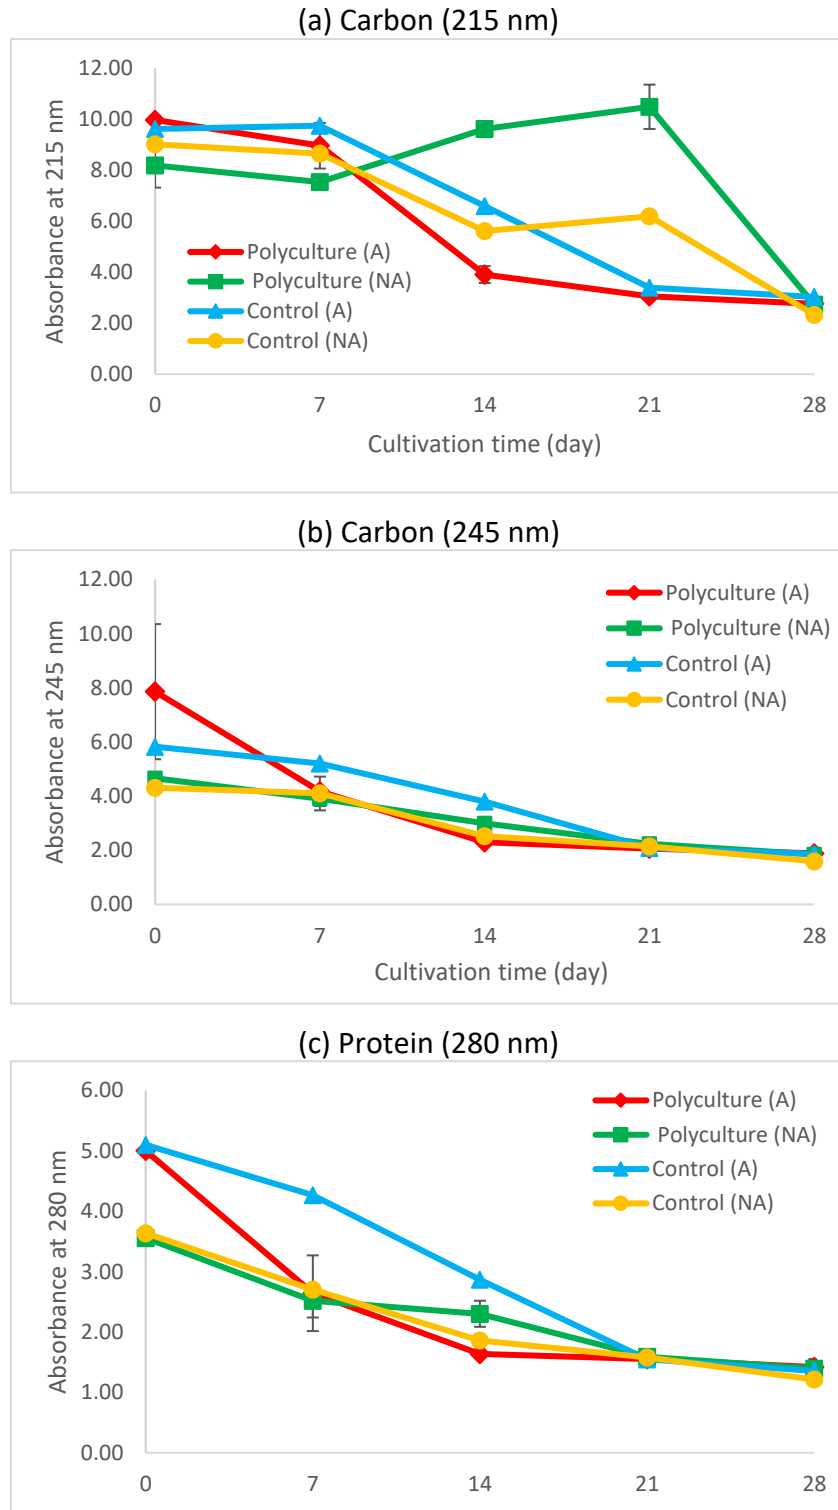 (a) Carbon (215 nm)
12.00
10.00
8.00
6.00
4.00
2.00
0.00
Absorbance at 215 nm
Polyculture (A)
Polyculture (NA)
Control (A)
Control (NA)
0 7 14 21 28
Cultivation time (day)
(b) Carbon (245 nm)
12.00
10.00
8.00
6.00
4.00
2.00
0.00
Absorbance at 245 nm
Polyculture (A)
Polyculture (NA)
Control (A)
Control (NA)
0 7 14 21 28
Cultivation time (day)
(c) Protein (280 nm)
6.00
5.00
4.00
3.00
2.00
1.00
0.00
Absorbance at 280 nm
Polyculture (A)
Polyculture (NA)
Control (A)
Control (NA)
0 7 14 21 28